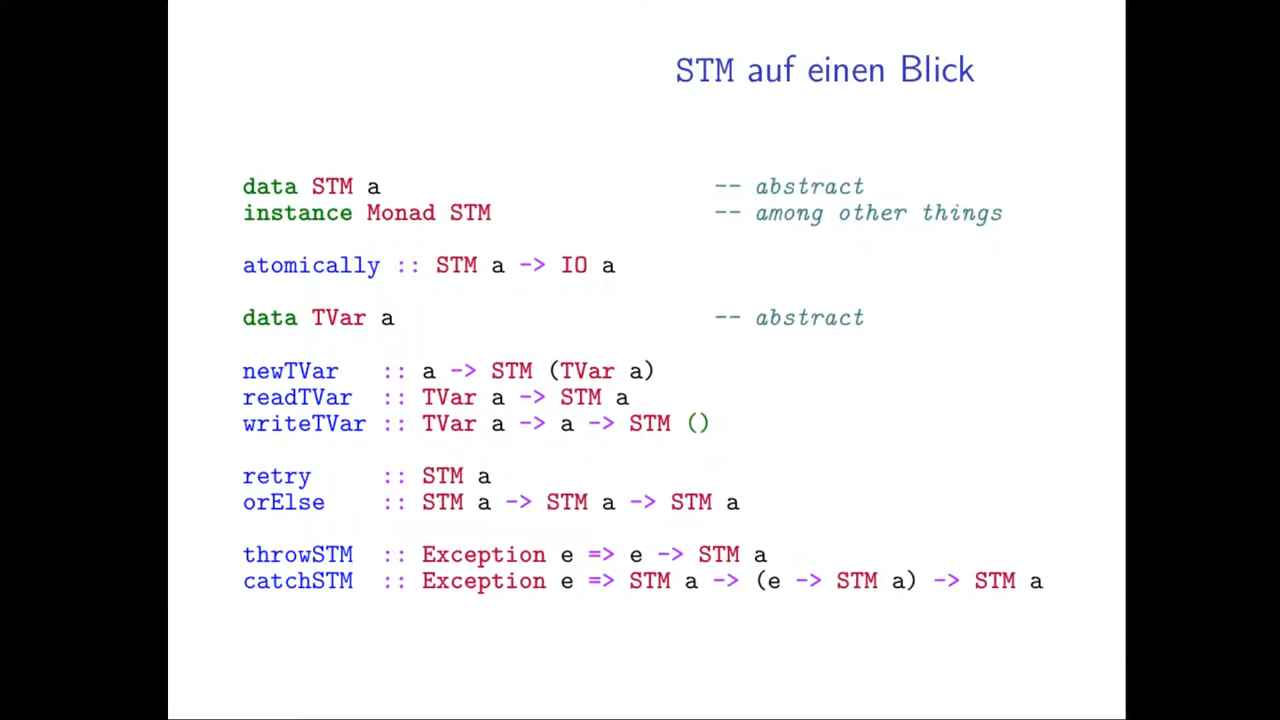 STM auf einen Blick
data STM a -- abstract
instance Monad STM -- among other things
atomically :: STM a -> IO a
data TVar a -- abstract
newTVar :: a -> STM (TVar a)
readTVar :: TVar a -> STM a
writeTVar :: TVar a -> a -> STM ()
retry :: STM a
orElse :: STM a -> STM a -> STM a
throwSTM :: Exception e => e -> STM a
catchSTM :: Exception e => STM a -> (e -> STM a) -> STM a